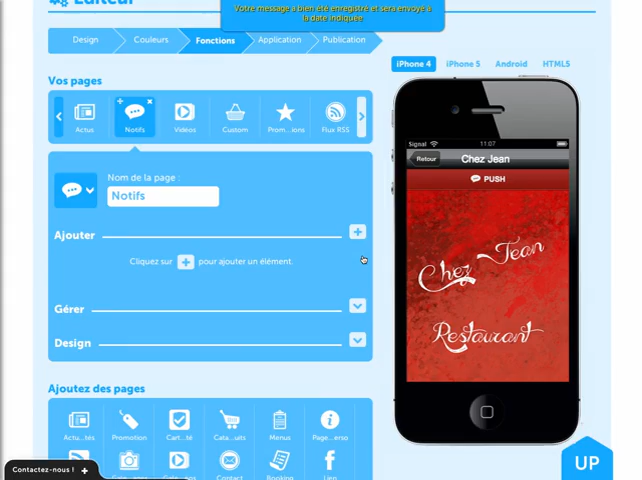 Editeur
Votre message a bien été enregistré et sera envoyé a
la date indiquée
Design
Couleurs
Fonctions
Application
Publication
iPhone 4
iPhone 5
Android
HTML5
Vos pages
Actus
Notifs
Vidéos
Custom
Prom...ions
Flux RSS
Nom de la page :
Notifs
Ajouter
Cliquez sur + pour ajouter un élément.
Gérer
Design
Signal
11:07
Retour
Chez Jean
PUSH
Chez Jean
Restaurant
Ajoutez des pages
Actu...tés
Promotion
Cart...té
Cata...uits
Menus
Page...erso
Contact
Booking
Lien
Contactez-nous ! +
UP